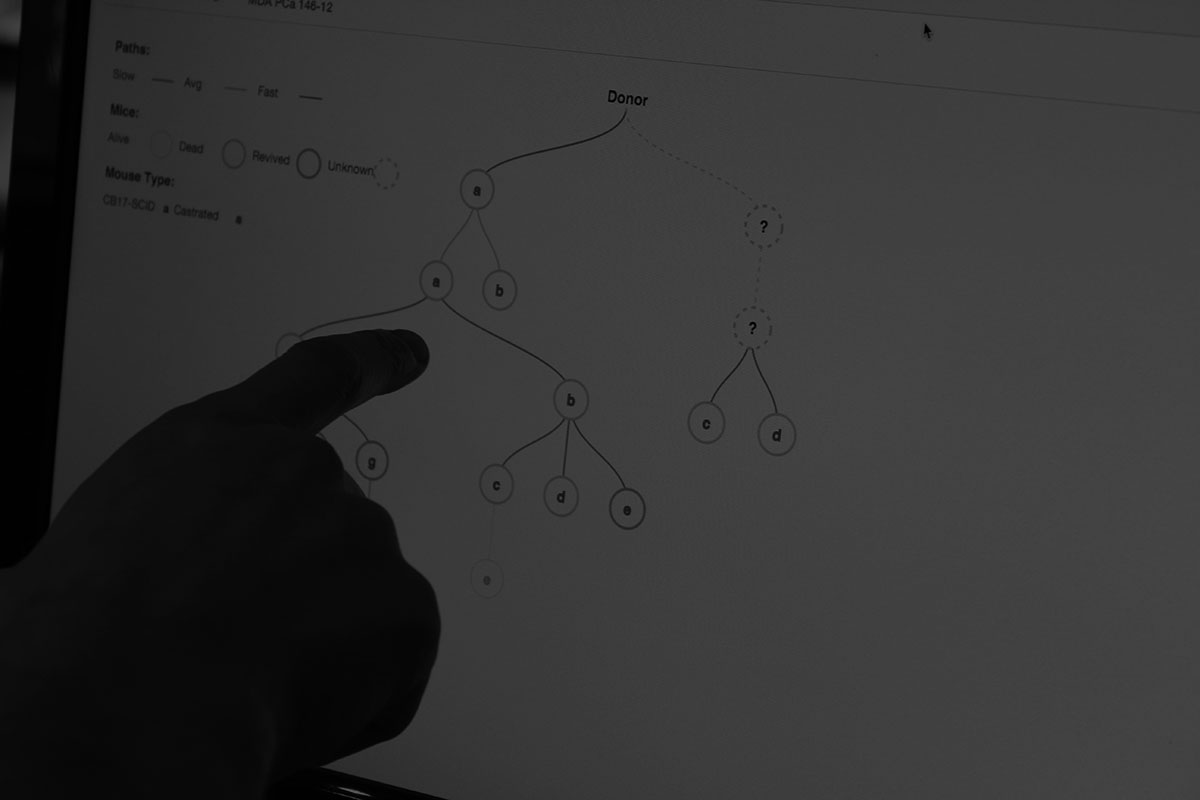 MDA PCa 146-12
Paths:
Slow Avg Fast
Mice:
Alive Dead Revived Unknown
Mouse Type:
CB17-SCID a Castrated a
Donor
a
?
a b
?
b
c d
g
c d e
e